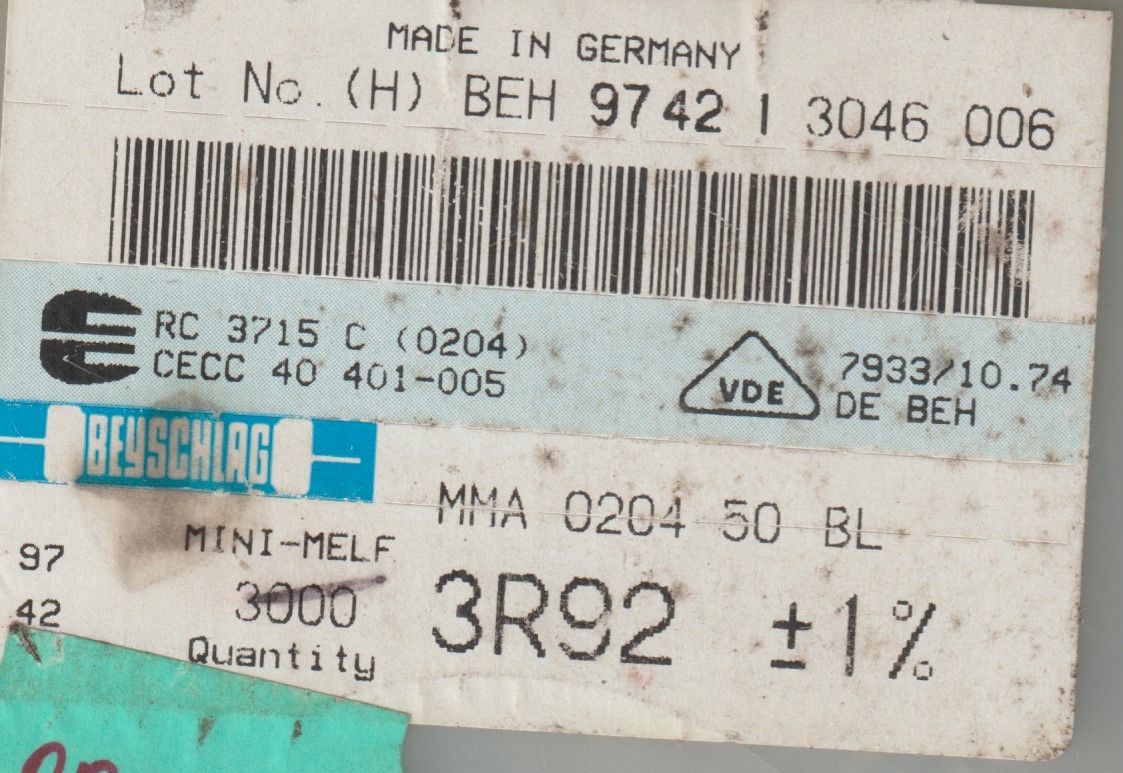 MADE IN GERMANY
Lot No. (H) BEH 9742 1 3046 006
RC 3715 C (0204)
CECC 40 401-005
VDE
7933/10.74
DE BEH
BEYSCHLAG
MMA 0204 50 BL
MINI-MELF
97
3000
3R92 ±1%
42
Quantity